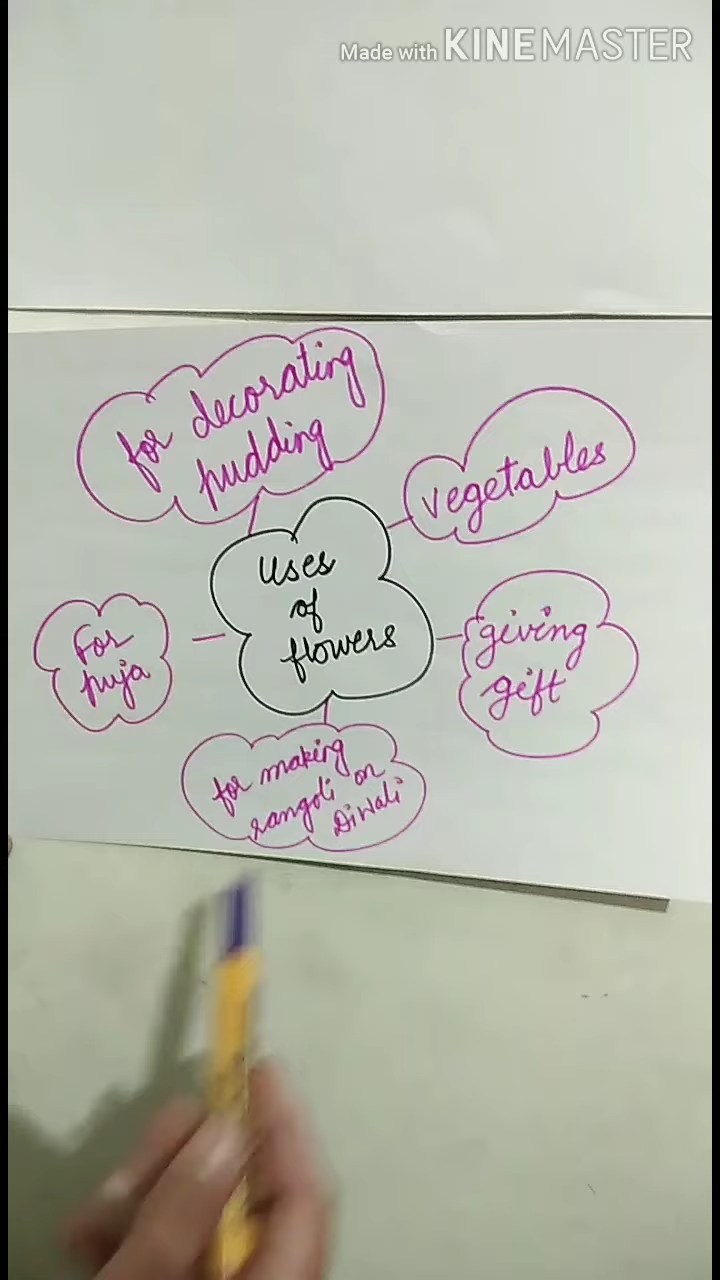 Made with KINEMASTER
for decorating
pudding
vegetables
Uses
of
flowers
For
puja
giving
gift
for making
rangoli on
Diwali